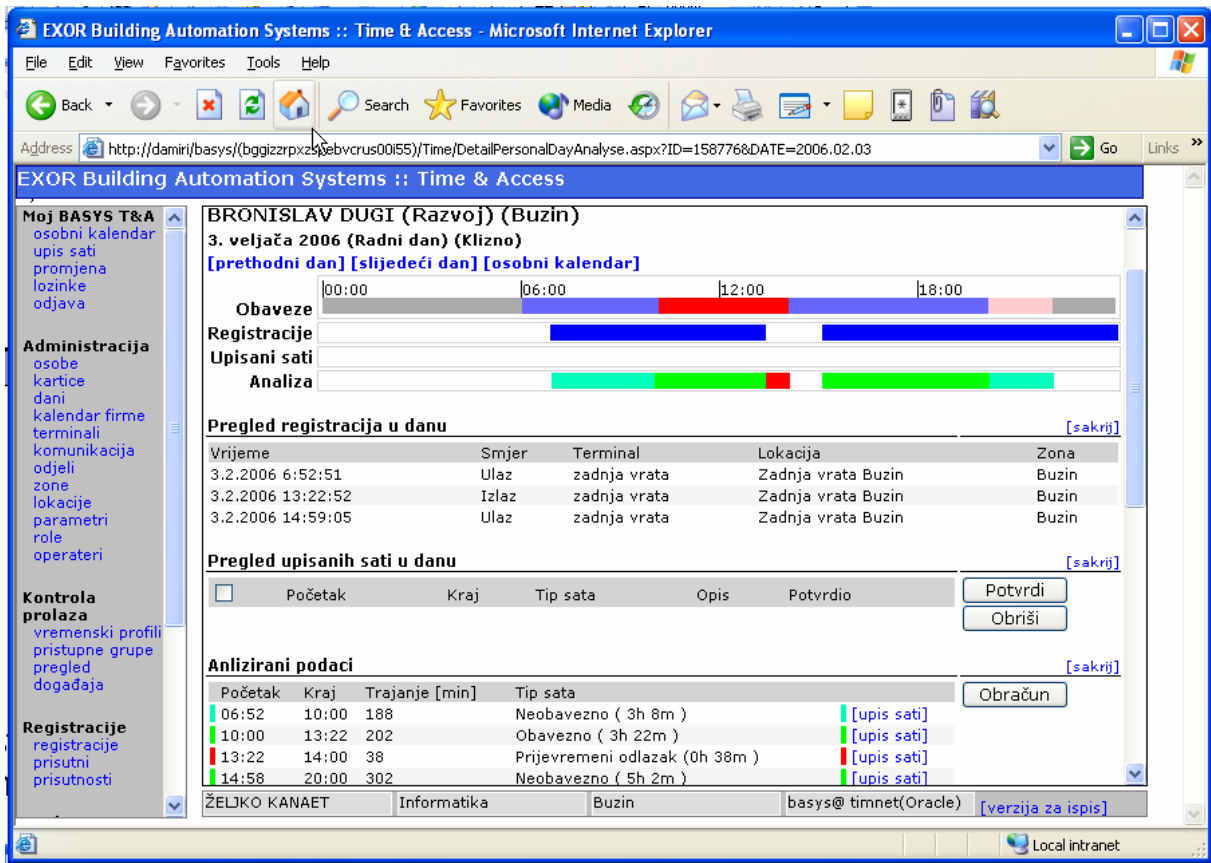 EXOR Building Automation Systems :: Time & Access - Microsoft Internet Explorer
File Edit View Favorites Tools Help
Back Search Favorites Media
Address http://damiri/basys/ /Time/DetailPersonalDayAnalyse.aspx?ID=158776&DATE=2006.02.03 Go Links »
EXOR Building Automation Systems :: Time & Access
Moj BASYS T&A
osobni kalendar
upis sati
promjena
lozinke
odjava
Administracija
osobe
kartice
dani
kalendar firme
terminali
komunikacija
odjeli
zone
lokacije
parametri
role
operateri
Kontrola
prolaza
vremenski profili
pristupne grupe
pregled
događaja
Registracije
registracije
prisutni
prisutnosti
BRONISLAV DUGI (Razvoj) (Buzin)
3. veljača 2006 (Radni dan) (Klizno)
[prethodni dan] [slijedeći dan] [osobni kalendar]
00:00 06:00 12:00 18:00
Obaveze
Registracije
Upisani sati
Analiza
Pregled registracija u danu [sakrij]
Vrijeme Smjer Terminal Lokacija Zona
3.2.2006 6:52:51 Ulaz zadnja vrata Zadnja vrata Buzin Buzin
3.2.2006 13:22:52 Izlaz zadnja vrata Zadnja vrata Buzin Buzin
3.2.2006 14:59:05 Ulaz zadnja vrata Zadnja vrata Buzin Buzin
Pregled upisanih sati u danu [sakrij]
Početak Kraj Tip sata Opis Potvrdio Potvrdi
Obriši
Anlizirani podaci [sakrij]
Početak Kraj Trajanje [min] Tip sata Obračun
06:52 10:00 188 Neobavezno ( 3h 8m ) [upis sati]
10:00 13:22 202 Obavezno ( 3h 22m ) [upis sati]
13:22 14:00 38 Prijevremeni odlazak (0h 38m ) [upis sati]
14:58 20:00 302 Neobavezno ( 5h 2m ) [upis sati]
ŽELJKO KANAET Informatika Buzin basys@ timnet(Oracle) [verzija za ispis]
Local intranet